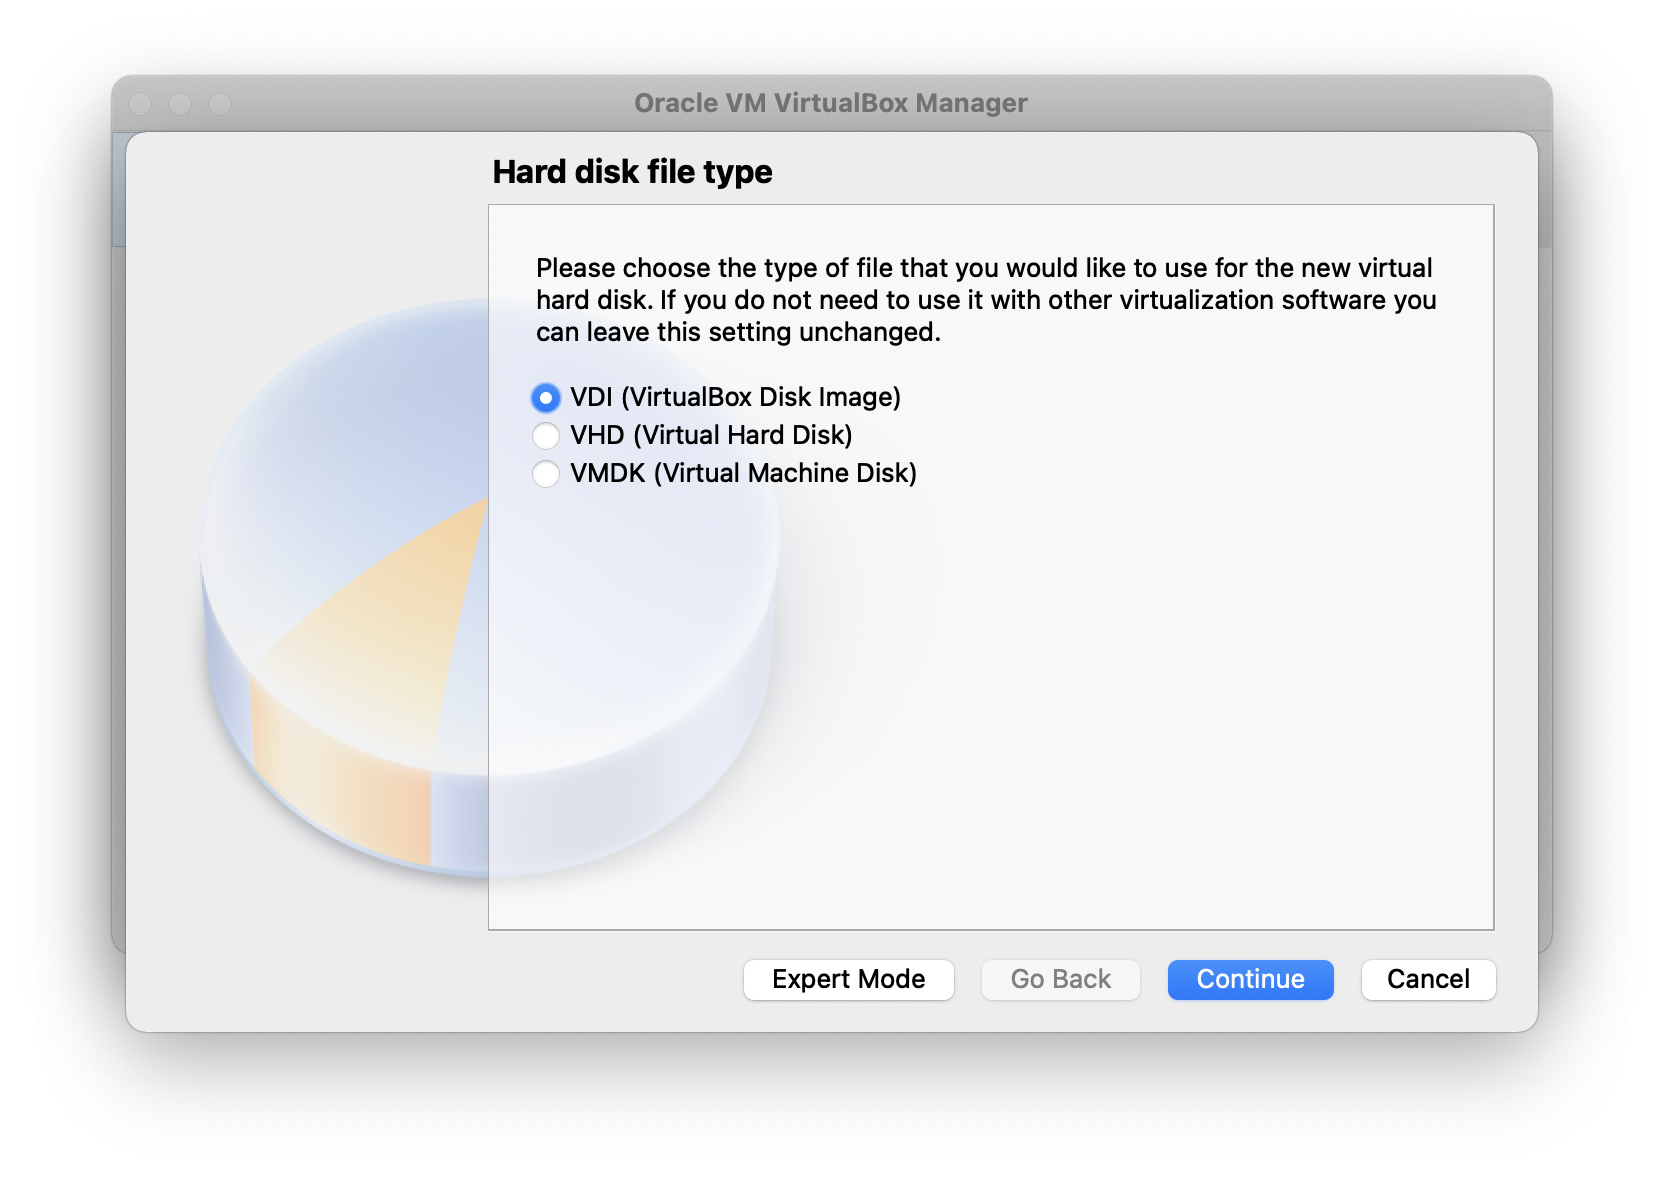 Oracle VM VirtualBox Manager
Hard disk file type
Please choose the type of file that you would like to use for the new virtual
hard disk. If you do not need to use it with other virtualization software you
can leave this setting unchanged.
VDI (VirtualBox Disk Image)
VHD (Virtual Hard Disk)
VMDK (Virtual Machine Disk)
Expert Mode
Go Back
Continue
Cancel